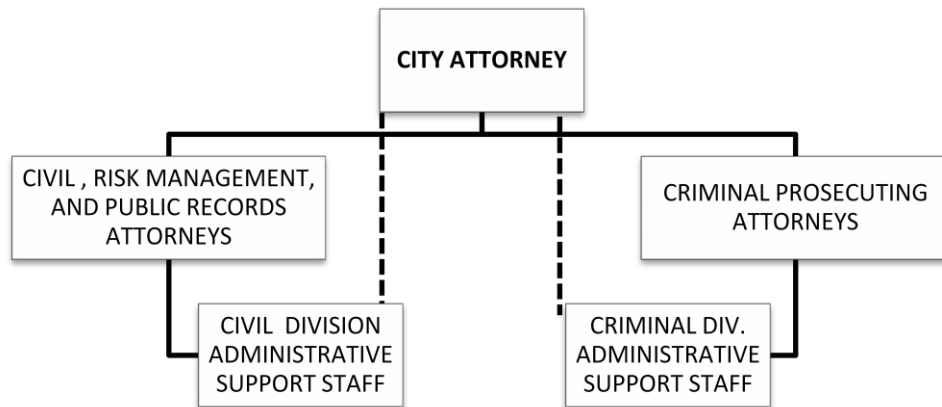 CITY ATTORNEY
CIVIL , RISK MANAGEMENT,
AND PUBLIC RECORDS
ATTORNEYS
CRIMINAL PROSECUTING
ATTORNEYS
CIVIL  DIVISION
ADMINISTRATIVE
SUPPORT STAFF
CRIMINAL DIV.
ADMINISTRATIVE
SUPPORT STAFF